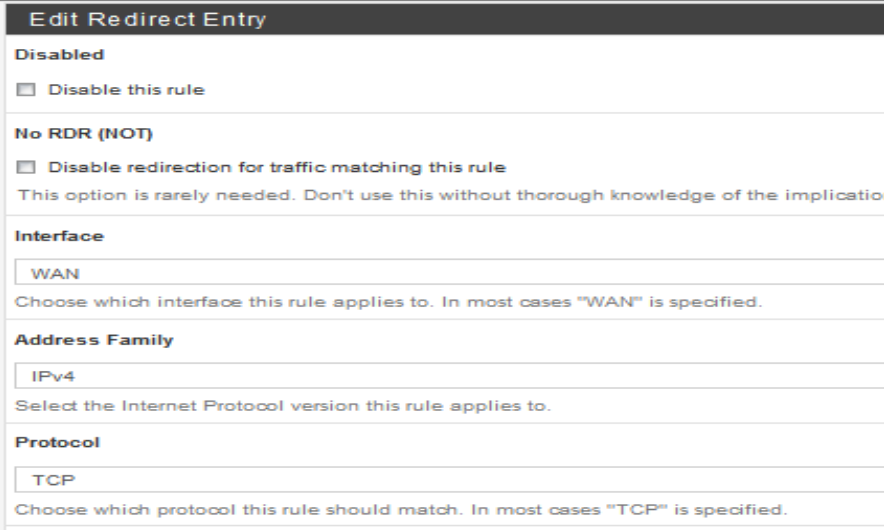 Edit Redirect Entry
Disabled
Disable this rule
No RDR (NOT)
Disable redirection for traffic matching this rule
This option is rarely needed. Don't use this without thorough knowledge of the implicatio
Interface
WAN
Choose which interface this rule applies to. In most cases "WAN" is specified.
Address Family
IPv4
Select the Internet Protocol version this rule applies to.
Protocol
TCP
Choose which protocol this rule should match. In most cases "TCP" is specified.